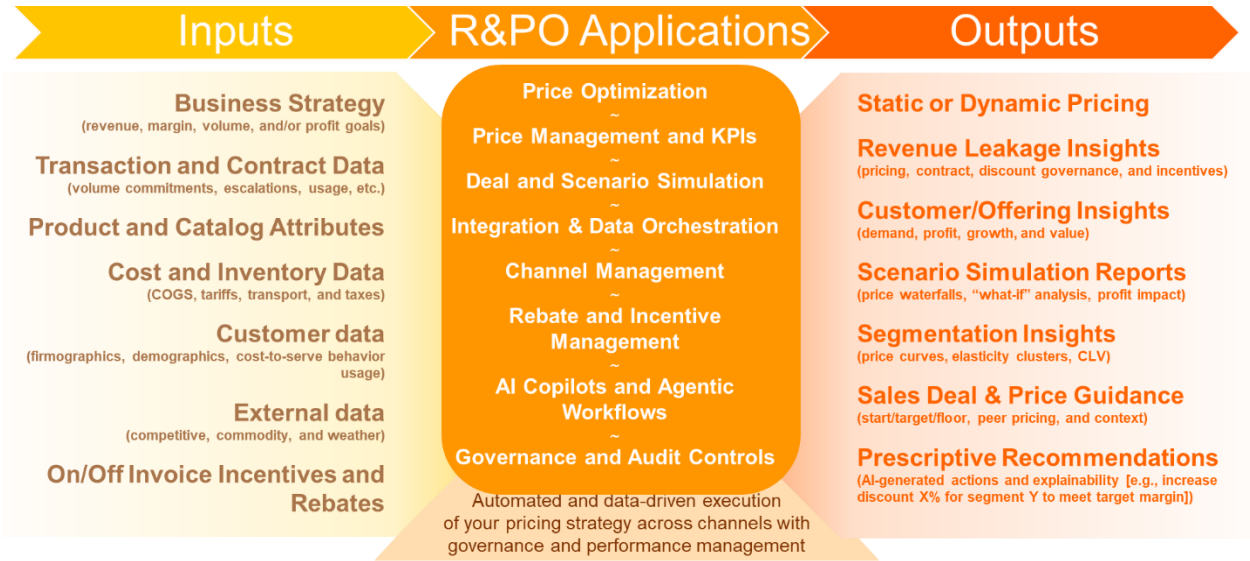 Inputs
R&PO Applications
Outputs
Business Strategy
(revenue, margin, volume, and/or profit goals)
Transaction and Contract Data
(volume commitments, escalations, usage, etc.)
Product and Catalog Attributes
Cost and Inventory Data
(COGS, tariffs, transport, and taxes)
Customer data
(firmographics, demographics, cost-to-serve behavior
usage)
External data
(competitive, commodity, and weather)
On/Off Invoice Incentives and
Rebates
Price Optimization
~
Price Management and KPIs
~
Deal and Scenario Simulation
~
Integration & Data Orchestration
~
Channel Management
~
Rebate and Incentive
Management
~
AI Copilots and Agentic
Workflows
~
Governance and Audit Controls
Automated and data-driven execution
of your pricing strategy across channels with
governance and performance management
Static or Dynamic Pricing
Revenue Leakage Insights
(pricing, contract, discount governance, and incentives)
Customer/Offering Insights
(demand, profit, growth, and value)
Scenario Simulation Reports
(price waterfalls, “what-if” analysis, profit impact)
Segmentation Insights
(price curves, elasticity clusters, CLV)
Sales Deal & Price Guidance
(start/target/floor, peer pricing, and context)
Prescriptive Recommendations
(AI-generated actions and explainability [e.g., increase
discount X% for segment Y to meet target margin])